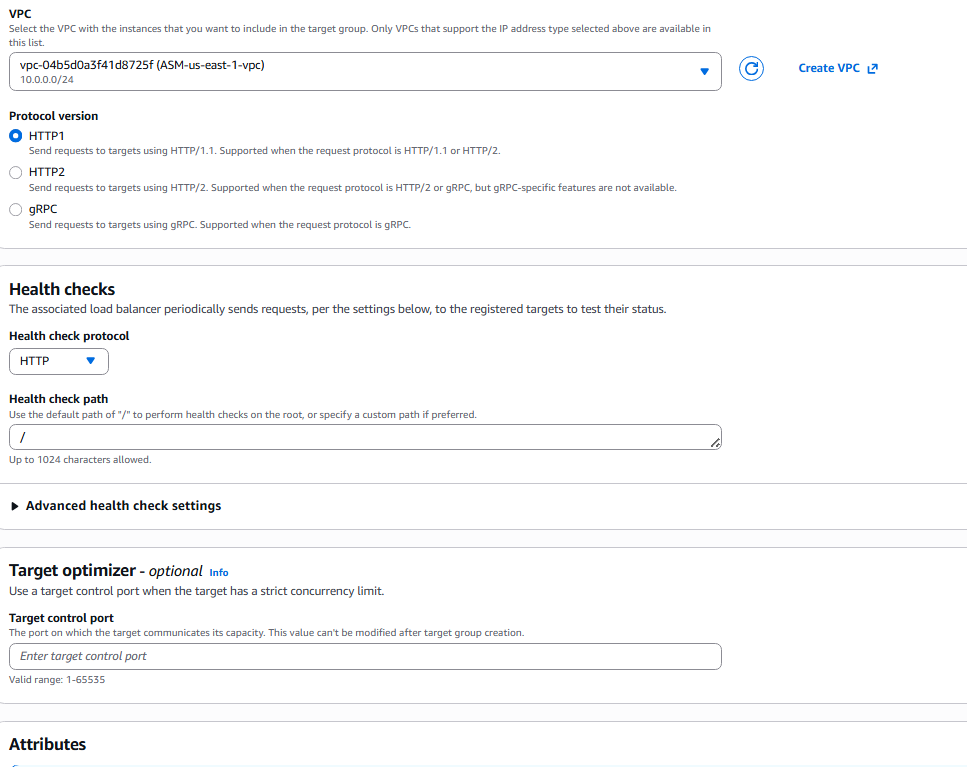 VPC
Select the VPC with the instances that you want to include in the target group. Only VPCs that support the IP address type selected above are available in
this list.
vpc-04b5d0a3f41d8725f (ASM-us-east-1-vpc)
10.0.0.0/24
Create VPC
Protocol version
HTTP1
Send requests to targets using HTTP/1.1. Supported when the request protocol is HTTP/1.1 or HTTP/2.
HTTP2
Send requests to targets using HTTP/2. Supported when the request protocol is HTTP/2 or gRPC, but gRPC-specific features are not available.
gRPC
Send requests to targets using gRPC. Supported when the request protocol is gRPC.
Health checks
The associated load balancer periodically sends requests, per the settings below, to the registered targets to test their status.
Health check protocol
HTTP
Health check path
Use the default path of "/" to perform health checks on the root, or specify a custom path if preferred.
/
Up to 1024 characters allowed.
Advanced health check settings
Target optimizer - optional Info
Use a target control port when the target has a strict concurrency limit.
Target control port
The port on which the target communicates its capacity. This value can't be modified after target group creation.
Enter target control port
Valid range: 1-65535
Attributes